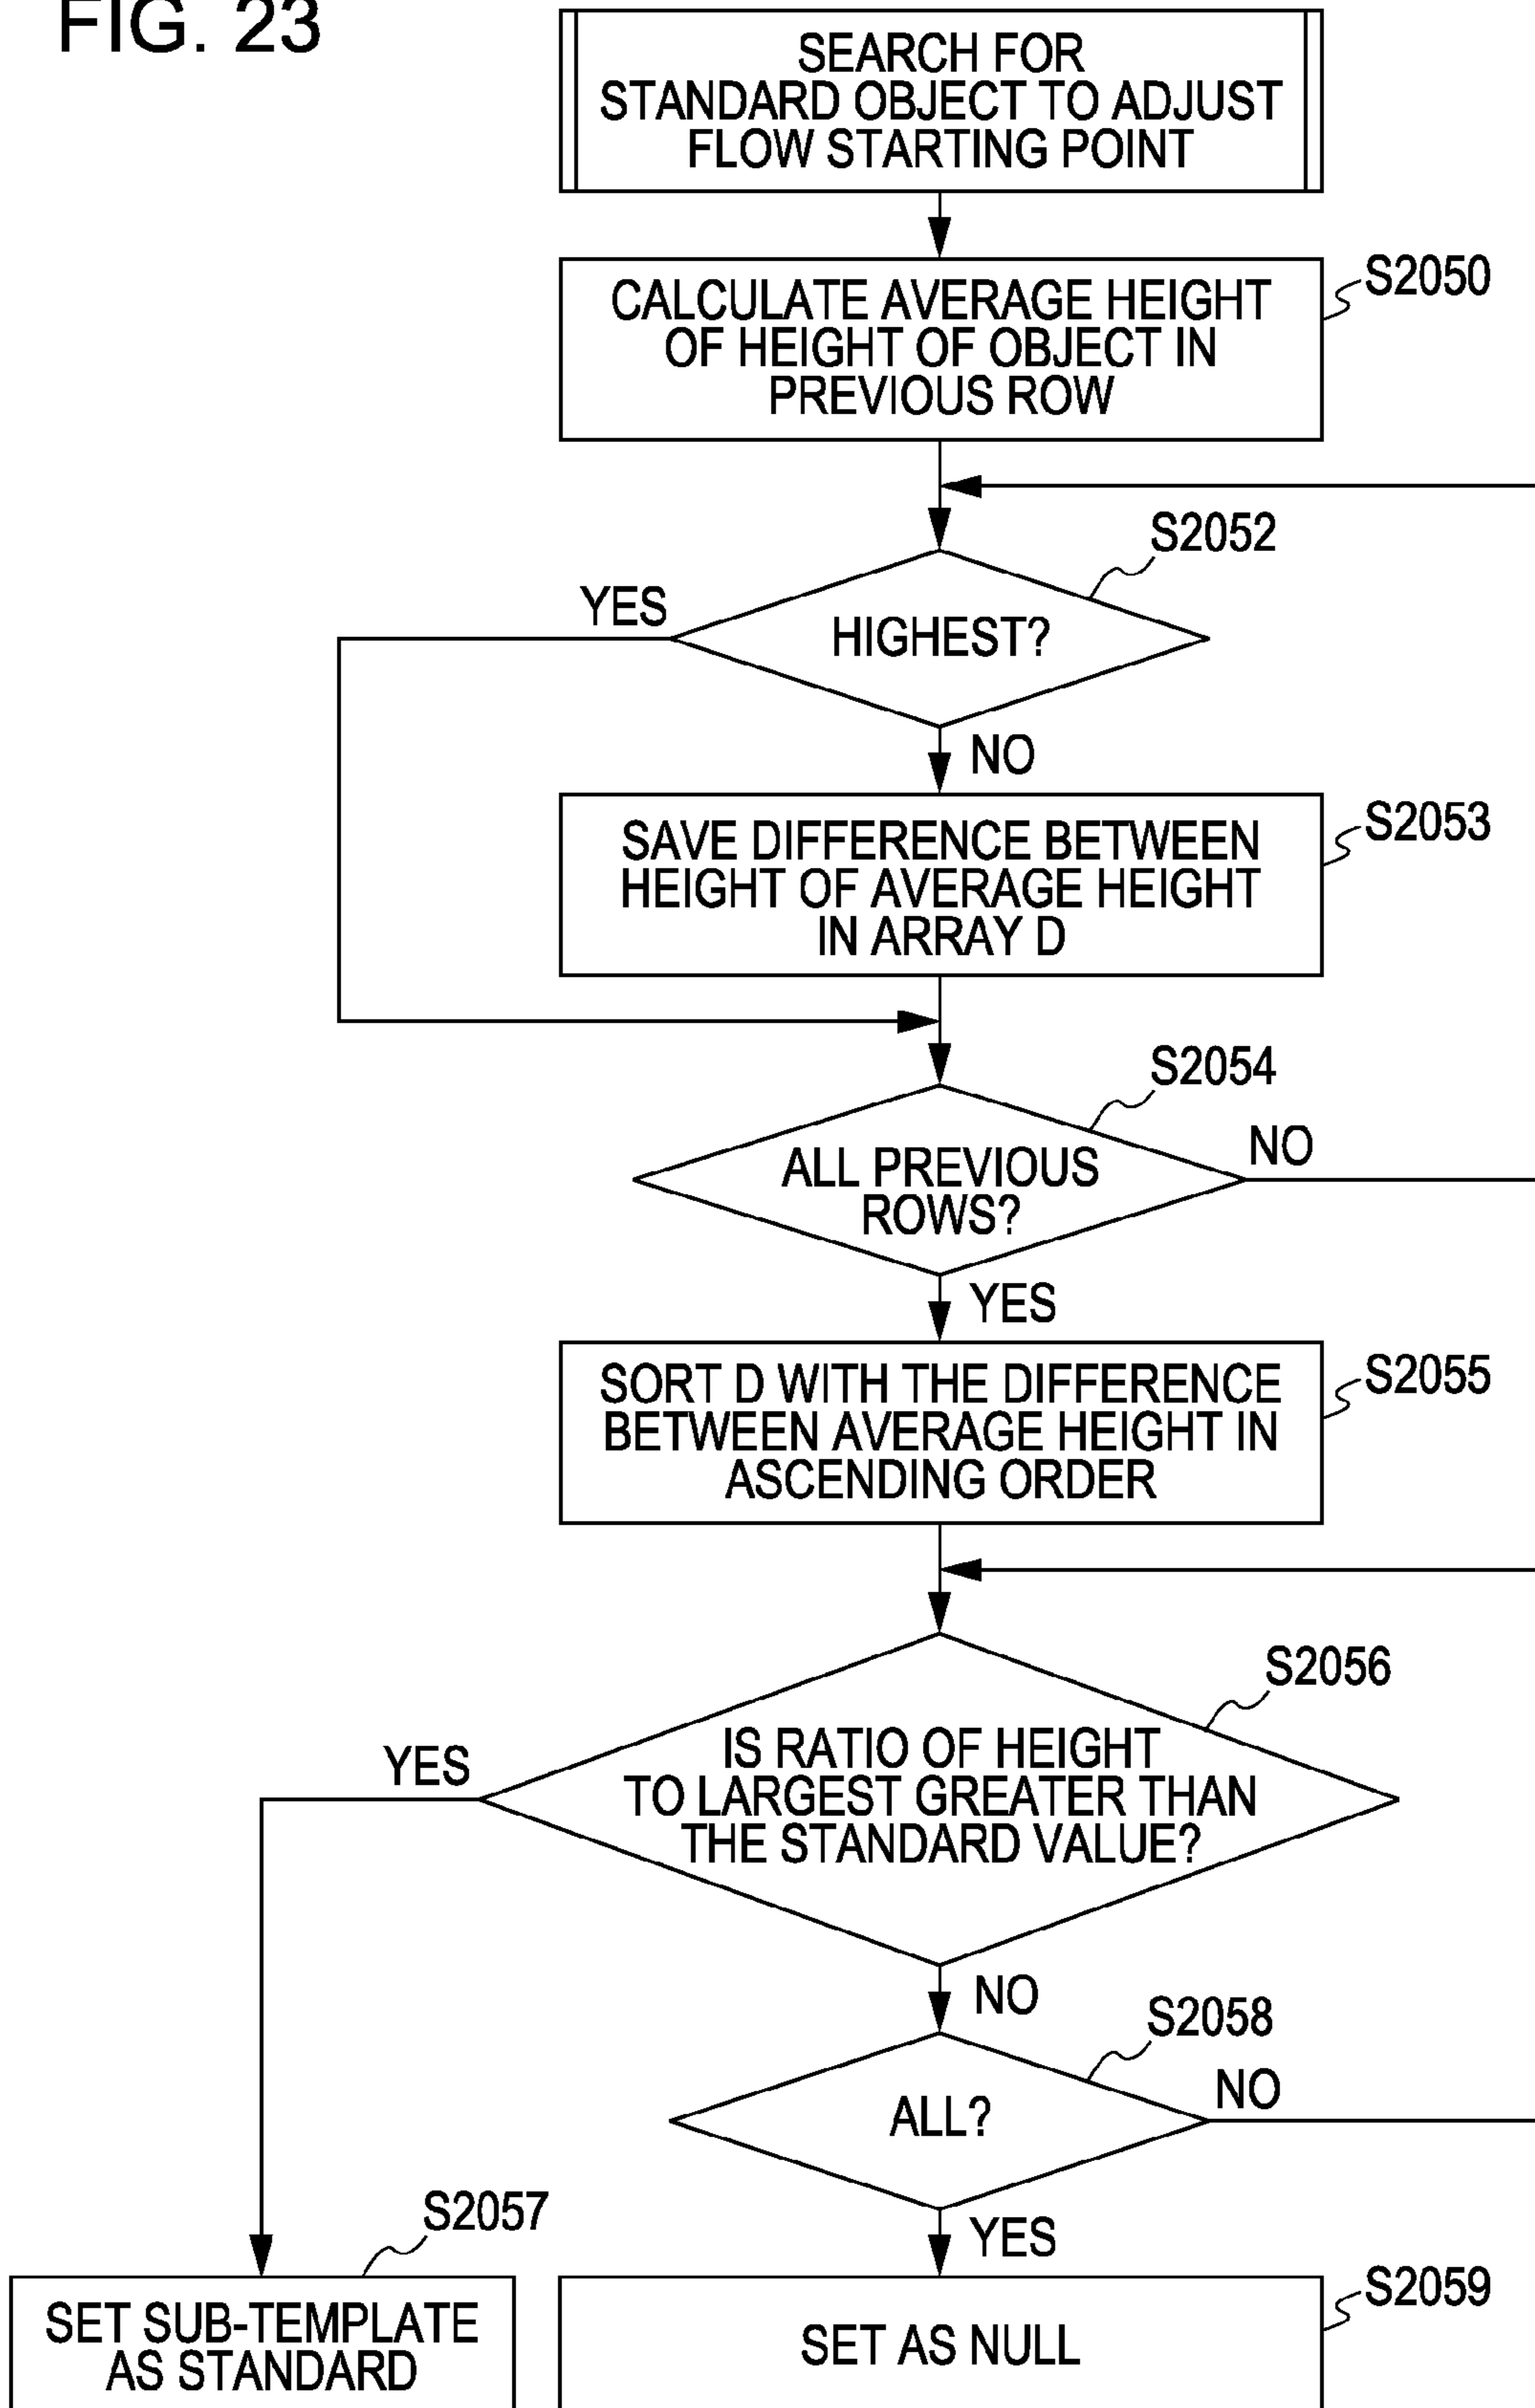 FIG. 23
SEARCH FOR
STANDARD OBJECT TO ADJUST
FLOW STARTING POINT
S2050
CALCULATE AVERAGE HEIGHT
OF HEIGHT OF OBJECT IN
PREVIOUS ROW
S2052
YES
HIGHEST?
NO
S2053
SAVE DIFFERENCE BETWEEN
HEIGHT OF AVERAGE HEIGHT
IN ARRAY D
S2054
NO
ALL PREVIOUS
ROWS?
YES
S2055
SORT D WITH THE DIFFERENCE
BETWEEN AVERAGE HEIGHT IN
ASCENDING ORDER
S2056
YES
IS RATIO OF HEIGHT
TO LARGEST GREATER THAN
THE STANDARD VALUE?
NO
S2058
NO
ALL?
S2057
YES
S2059
SET SUB-TEMPLATE
AS STANDARD
SET AS NULL